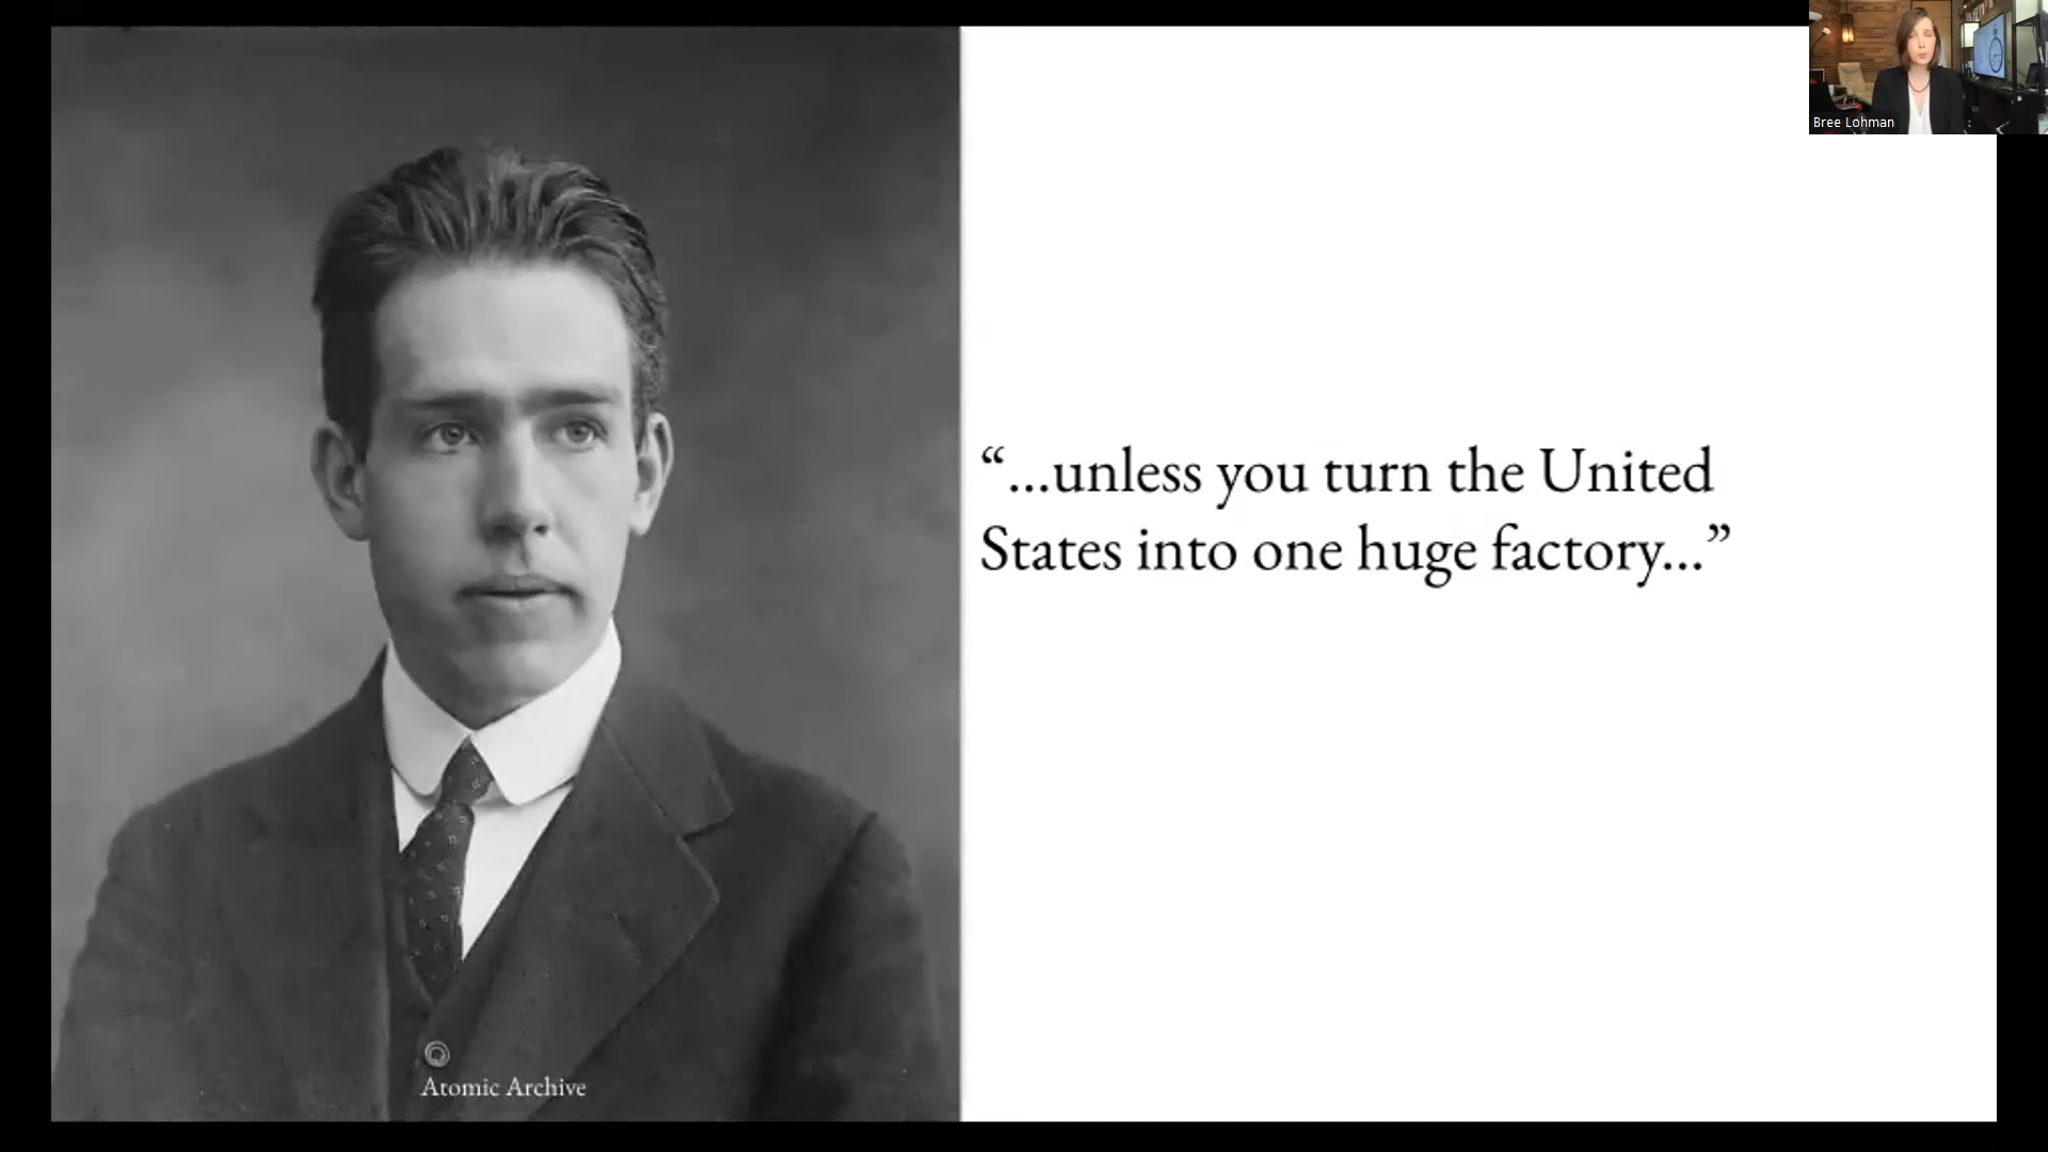 Bree Lohman
“...unless you turn the United
States into one huge factory...”
Atomic Archive